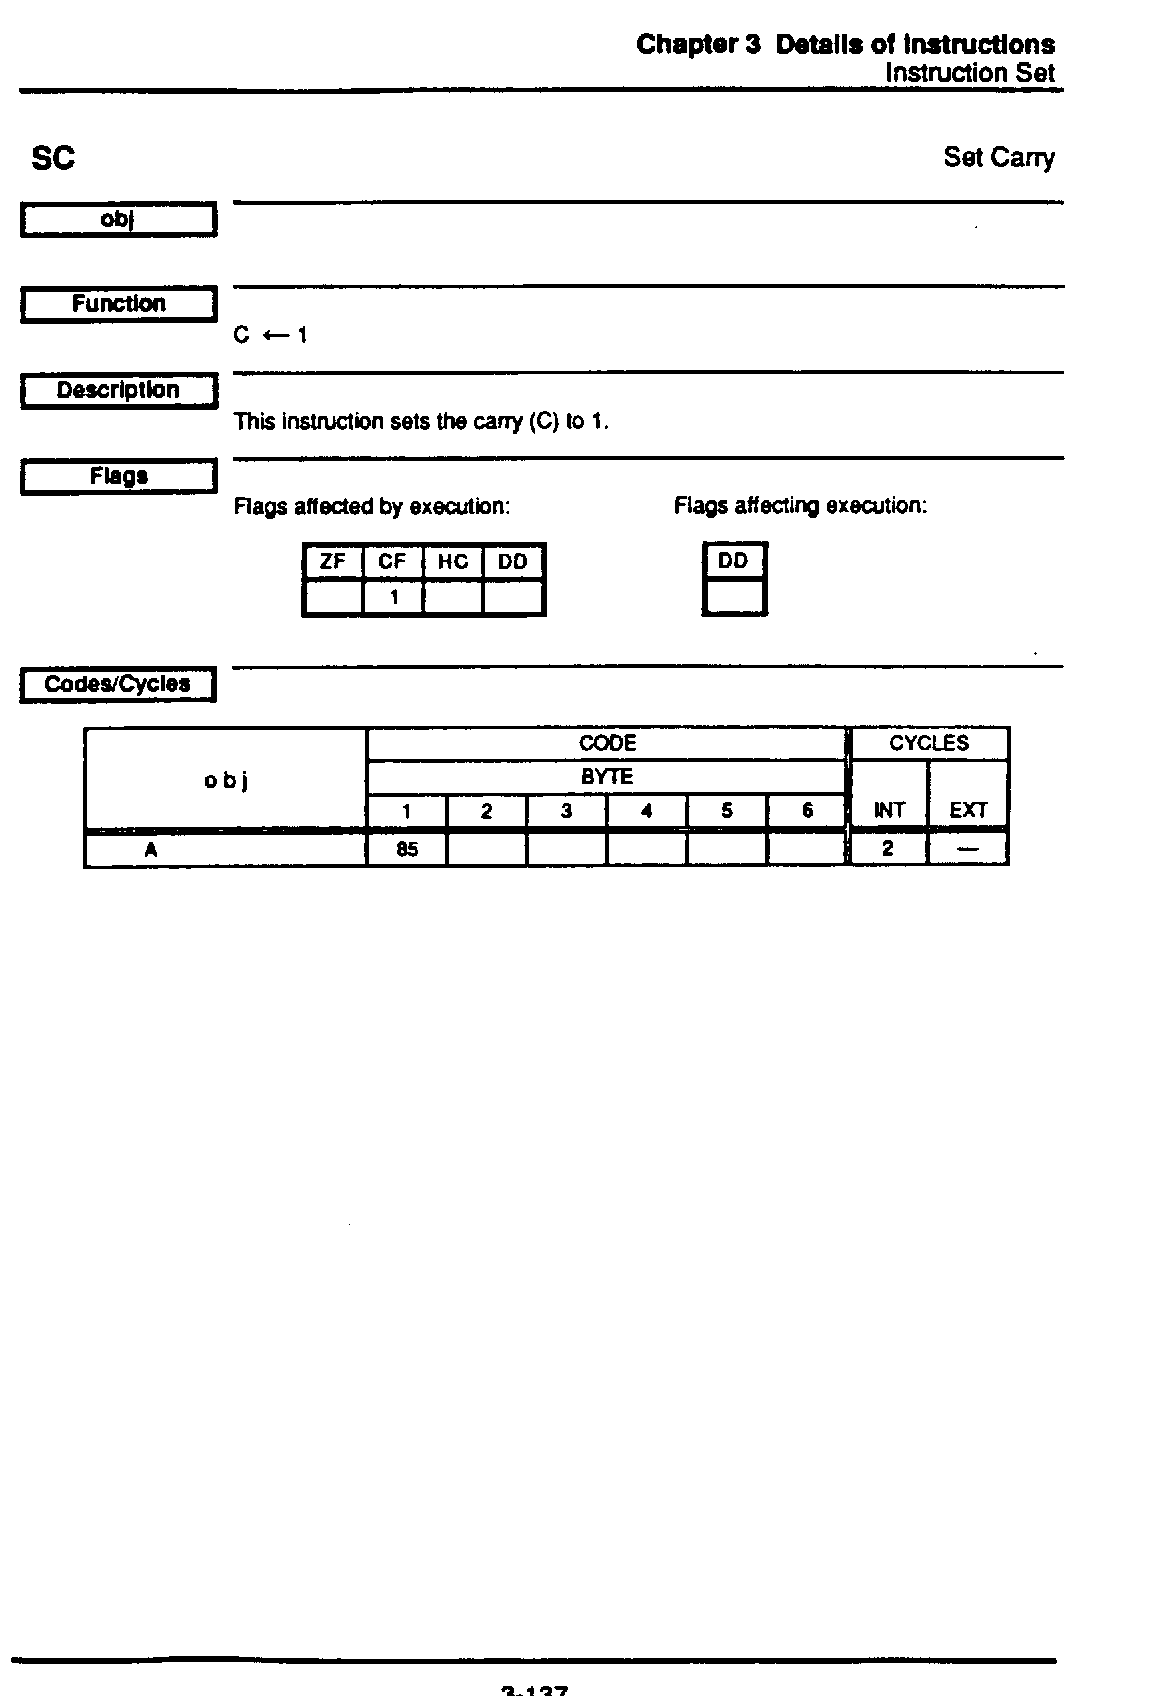 Chapter 3 Details of Instructions
Instruction Set
SC Set Carry
obj
Function
C ← 1
Description
This instruction sets the carry (C) to 1.
Flags
Flags affected by execution: Flags affecting execution:
ZF CF HC DD DD
1
Codes/Cycles
CODE CYCLES
obj BYTE
1 2 3 4 5 6 INT EXT
A 85 2 —
3-137